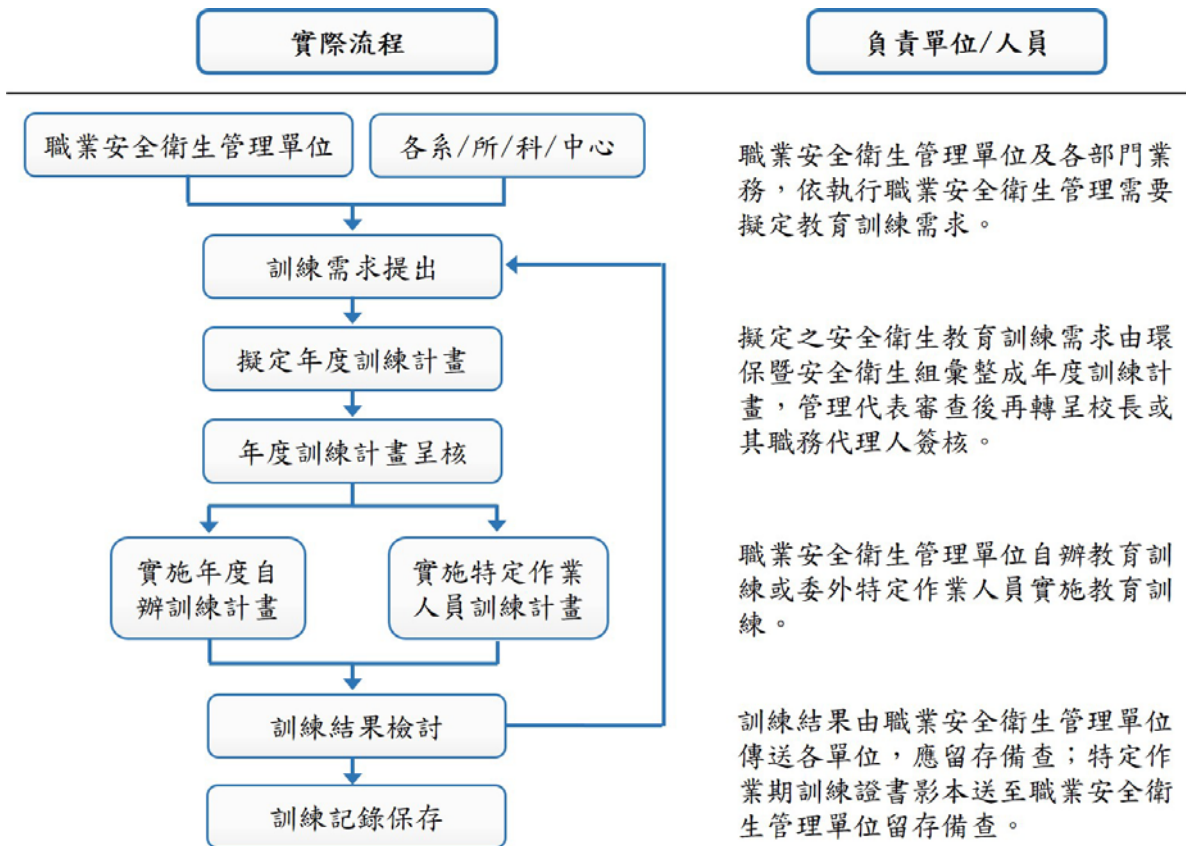 實際流程
負責單位/人員
職業安全衛生管理單位
各系/所/科/中心
職業安全衛生管理單位及各部門業
務，依執行職業安全衛生管理需要
擬定教育訓練需求。
訓練需求提出
擬定年度訓練計畫
擬定之安全衛生教育訓練需求由環
保暨安全衛生組彙整成年度訓練計
畫，管理代表審查後再轉呈校長或
其職務代理人簽核。
年度訓練計畫呈核
實施年度自
辦訓練計畫
實施特定作業
人員訓練計畫
職業安全衛生管理單位自辦教育訓
練或委外特定作業人員實施教育訓
練。
訓練結果檢討
訓練記錄保存
訓練結果由職業安全衛生管理單位
傳送各單位，應留存備查；特定作
業期訓練證書影本送至職業安全衛
生管理單位留存備查。